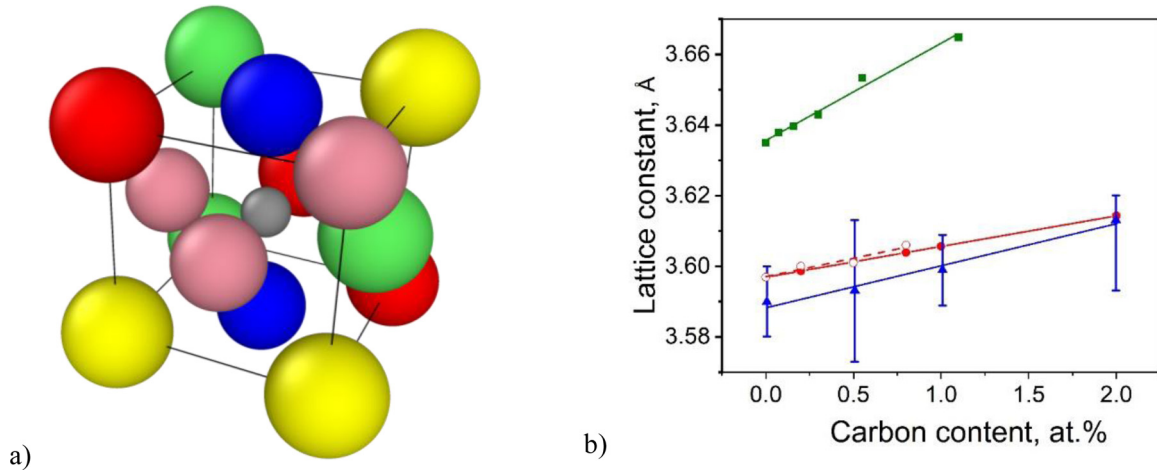 a)
b)
Lattice constant, Å
3.66
3.64
3.62
3.60
3.58
0.0 0.5 1.0 1.5 2.0
Carbon content, at.%